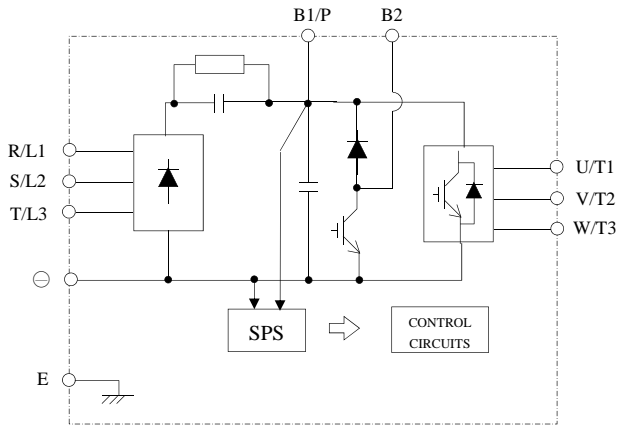 B1/P
B2
R/L1
S/L2
T/L3
U/T1
V/T2
W/T3
⊖
SPS
CONTROL
CIRCUITS
E